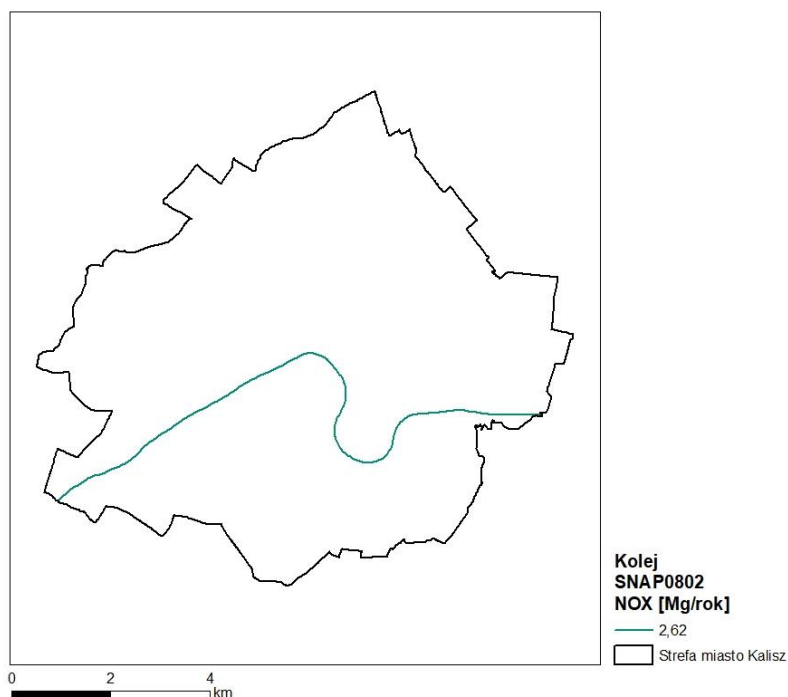 Kolej
SNAP0802
NOX [Mg/rok]
2,62
Strefa miasto Kalisz
0 2 4
km